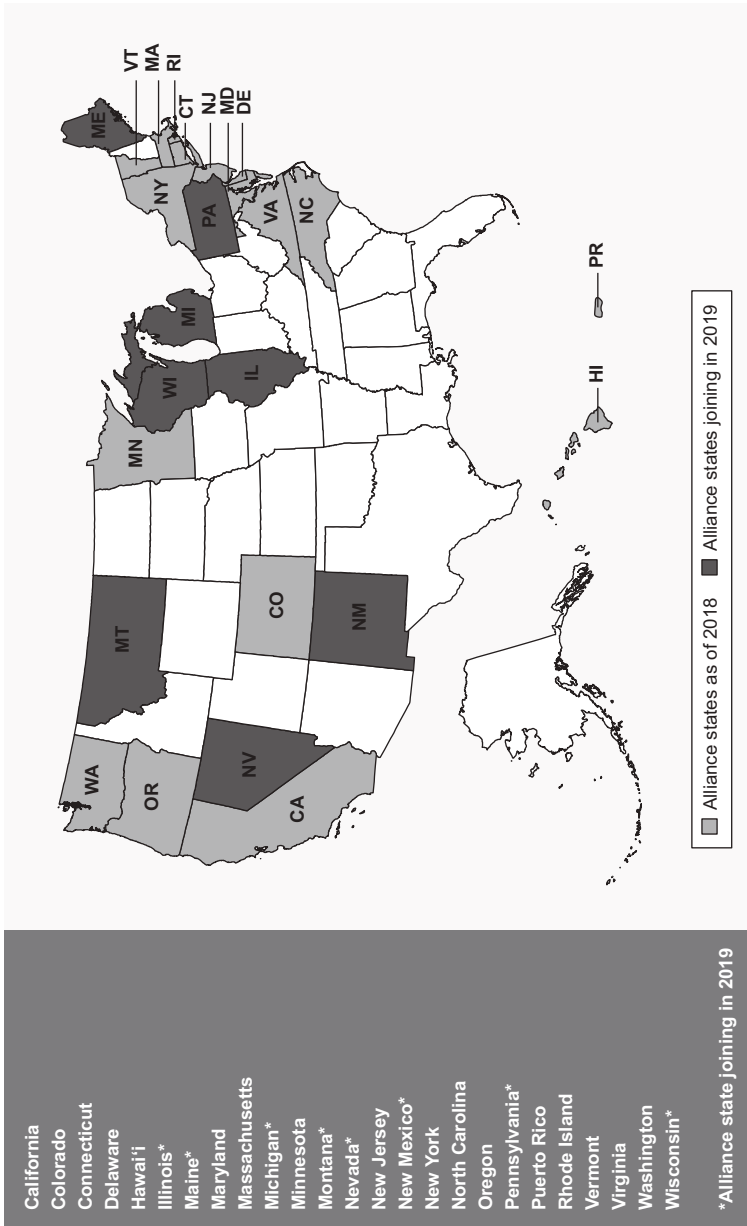 California
Colorado
Connecticut
Delaware
Hawaiʻi
Illinois*
Maine*
Maryland
Massachusetts
Michigan*
Minnesota
Montana*
Nevada*
New Jersey
New Mexico*
New York
North Carolina
Oregon
Pennsylvania*
Puerto Rico
Rhode Island
Vermont
Virginia
Washington
Wisconsin*
*Alliance state joining in 2019
WA
OR
CA
NV
MT
CO
NM
MN
WI
IL
MI
NY
PA
VA
NC
ME
VT
MA
RI
CT
NJ
MD
DE
HI
PR
Alliance states as of 2018
Alliance states joining in 2019